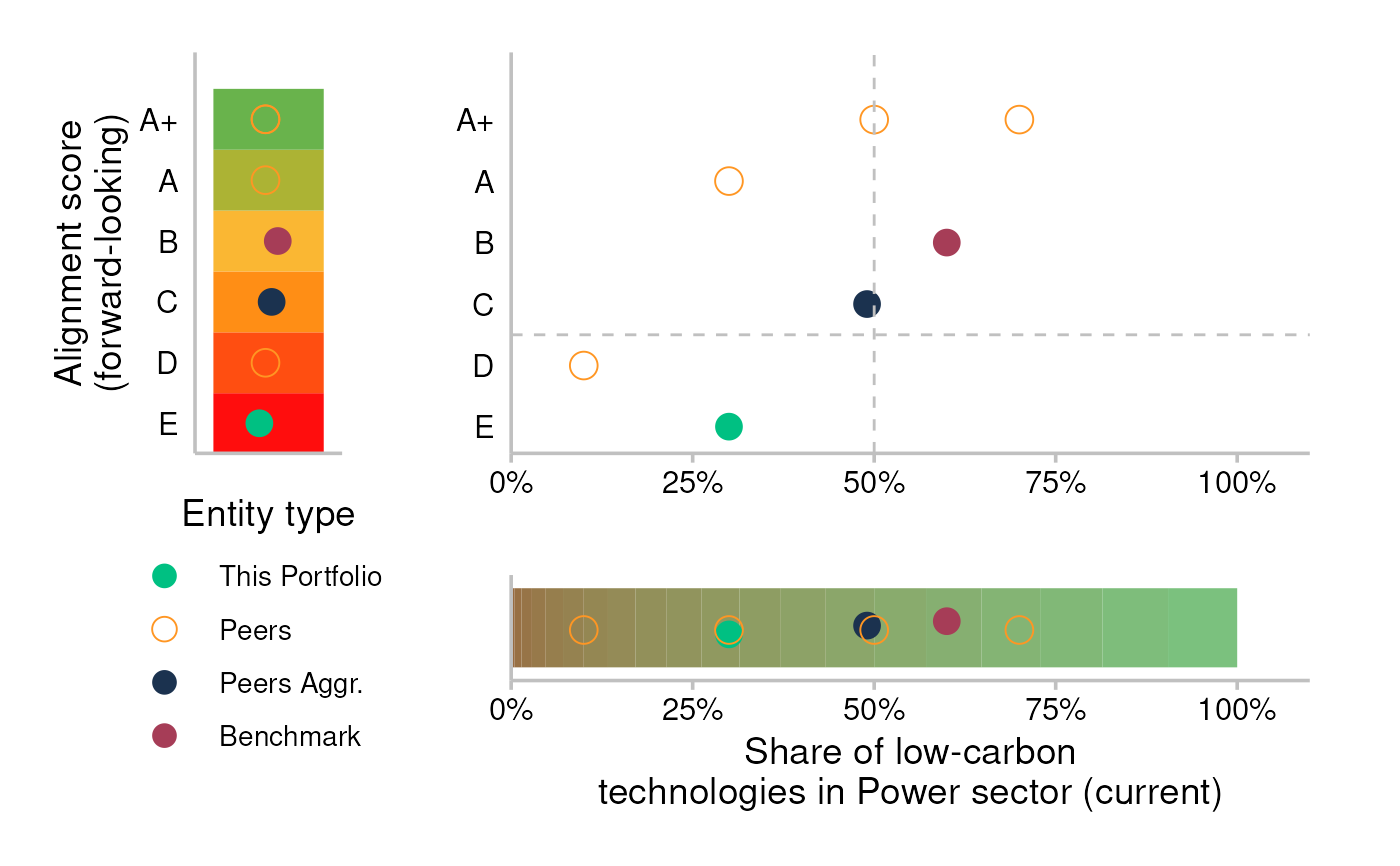 Alignment score
(forward-looking)
A+
A
B
C
D
E
A+
A
B
C
D
E
0%
25%
50%
75%
100%
Entity type
This Portfolio
Peers
Peers Aggr.
Benchmark
0%
25%
50%
75%
100%
Share of low-carbon
technologies in Power sector (current)